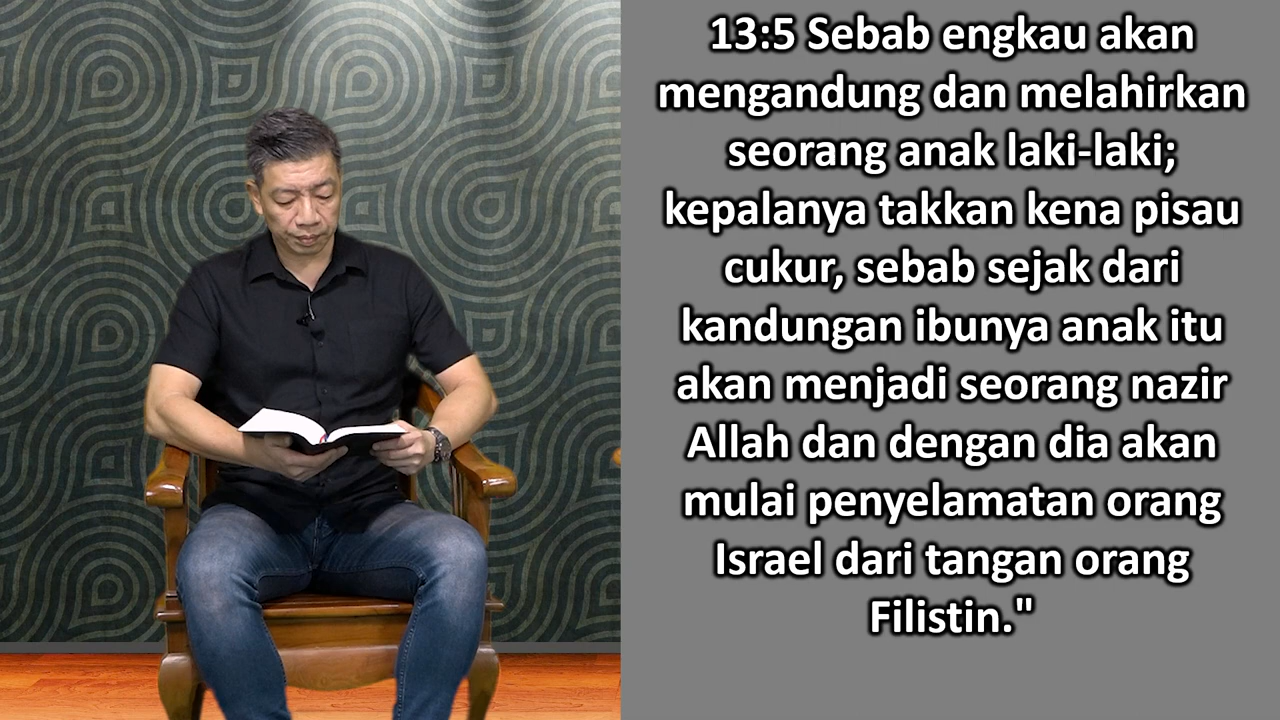 13:5 Sebab engkau akan
mengandung dan melahirkan
seorang anak laki-laki;
kepalanya takkan kena pisau
cukur, sebab sejak dari
kandungan ibunya anak itu
akan menjadi seorang nazir
Allah dan dengan dia akan
mulai penyelamatan orang
Israel dari tangan orang
Filistin."